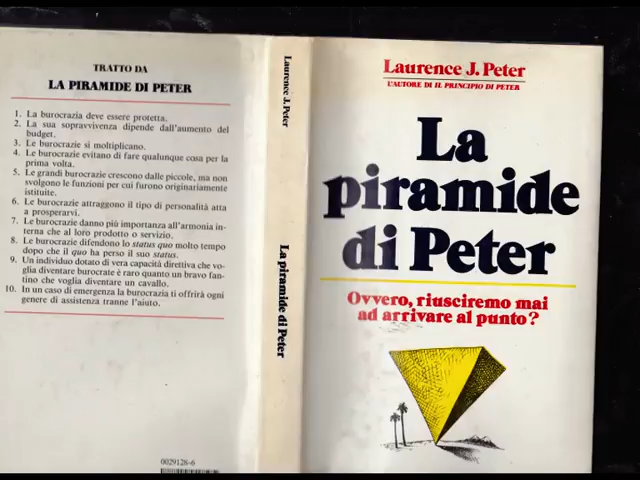 TRATTO DA
LA PIRAMIDE DI PETER
1. La burocrazia deve essere protetta.
2. La sua sopravvivenza dipende dall'aumento del
budget.
3. Le burocrazie si moltiplicano.
4. Le burocrazie evitano di fare qualunque cosa per la
prima volta.
5. Le grandi burocrazie crescono dalle piccole, ma non
svolgono le funzioni per cui furono originariamente
istituite.
6. Le burocrazie attraggono il tipo di personalità atta
a prosperarvi.
7. Le burocrazie danno più importanza all'armonia in-
terna che al loro prodotto o servizio.
8. Le burocrazie difendono lo status quo molto tempo
dopo che il quo ha perso il suo status.
9. Un individuo dotato di vera capacità direttiva che vo-
glia diventare burocrate è raro quanto un bravo fan-
tino che voglia diventare un cavallo.
10. In un caso di emergenza la burocrazia ti offrirà ogni
genere di assistenza tranne l'aiuto.
0029128-6
Laurence J. Peter
La piramide di Peter
Laurence J. Peter
L'AUTORE DI IL PRINCIPIO DI PETER
La
piramide
di Peter
Ovvero, riusciremo mai
ad arrivare al punto?